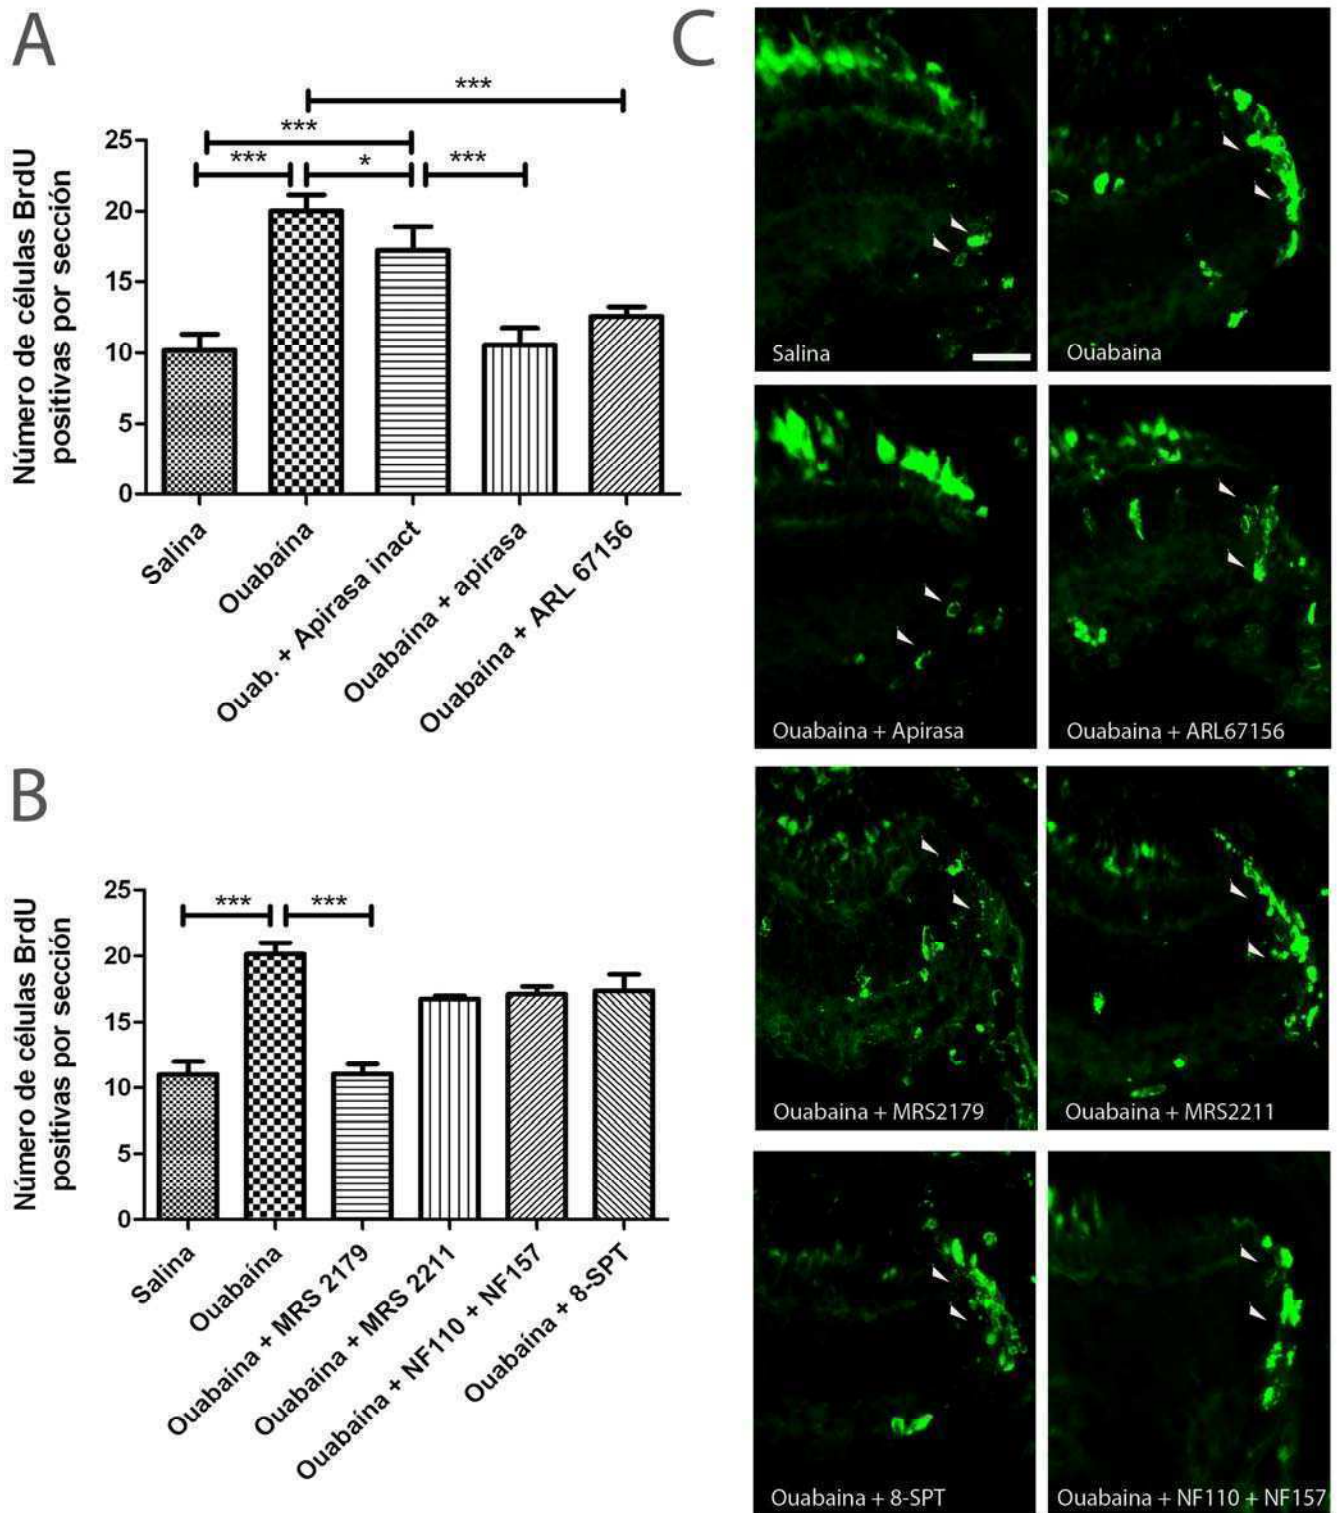 A
***
***
*** * ***
25
20
15
10
5
0
Número de células BrdU
positivas por sección
Salina
Ouabaína
Ouab. + Apirasa inact
Ouabaína + apirasa
Ouabaína + ARL 67156
B
*** ***
25
20
15
10
5
0
Número de células BrdU
positivas por sección
Salina
Ouabaína
Ouabaína + MRS 2179
Ouabaína + MRS 2211
Ouabaína + NF110 + NF157
Ouabaína + 8-SPT
C
Salina
Ouabaina
Ouabaina + Apirasa
Ouabaina + ARL67156
Ouabaina + MRS2179
Ouabaina + MRS2211
Ouabaina + 8-SPT
Ouabaina + NF110 + NF157